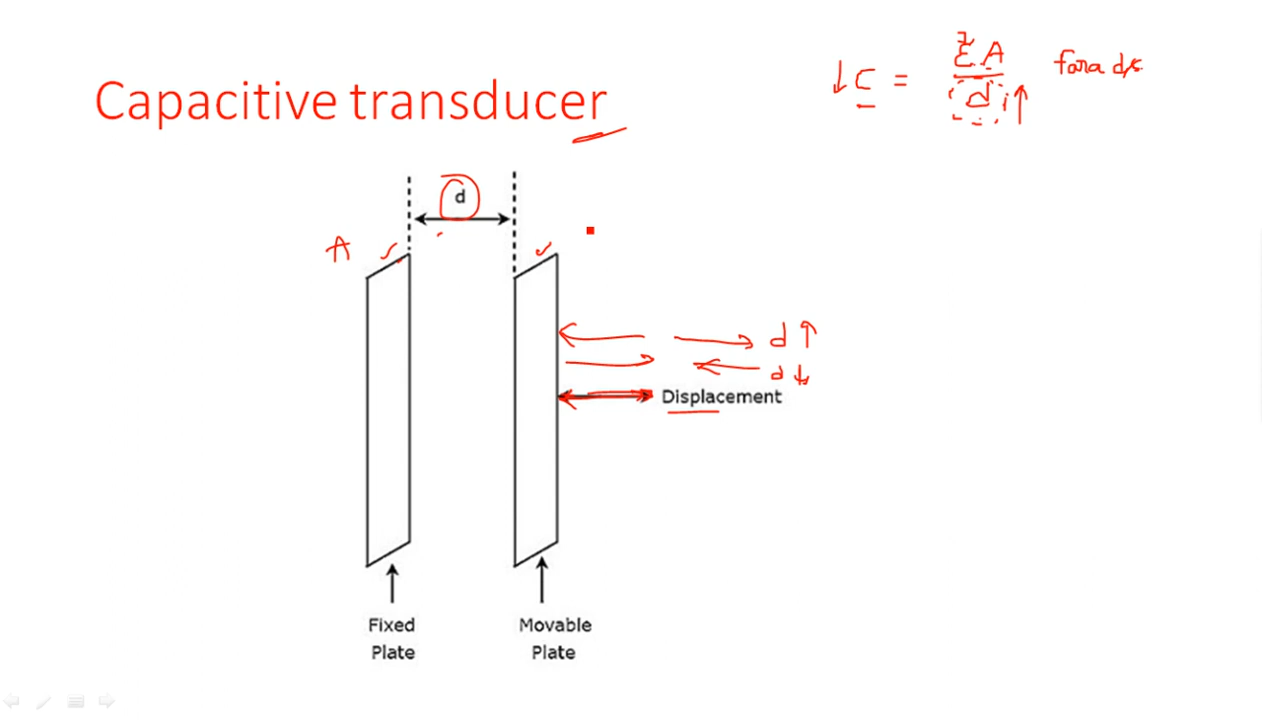 Capacitive transducer
↓ C = εA / d ↑ farads
d
A
d ↑
d ↓
Displacement
Fixed Plate
Movable Plate